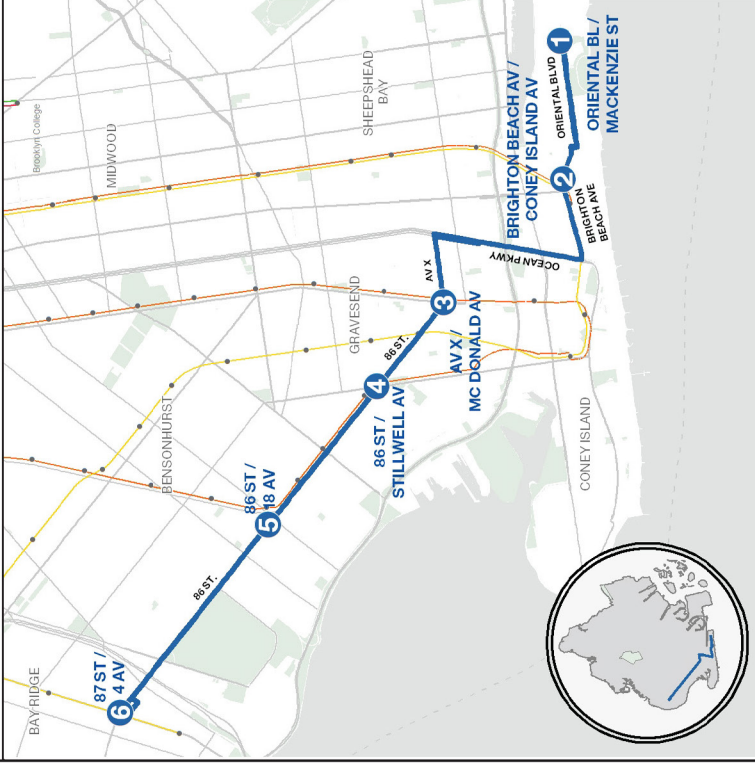 Brooklyn College
MIDWOOD
SHEEPSHEAD
BAY
BRIGHTON BEACH AV /
CONEY ISLAND AV
ORIENTAL BLVD
1
ORIENTAL BL /
MACKENZIE ST
2
BRIGHTON
BEACH AVE
OCEAN PKWY
AV X
3
AV X /
MC DONALD AV
GRAVESEND
86 ST.
4
86 ST /
STILLWELL AV
CONEY ISLAND
BENSONHURST
86 ST /
18 AV
5
86 ST.
BAY RIDGE
87 ST /
4 AV
6